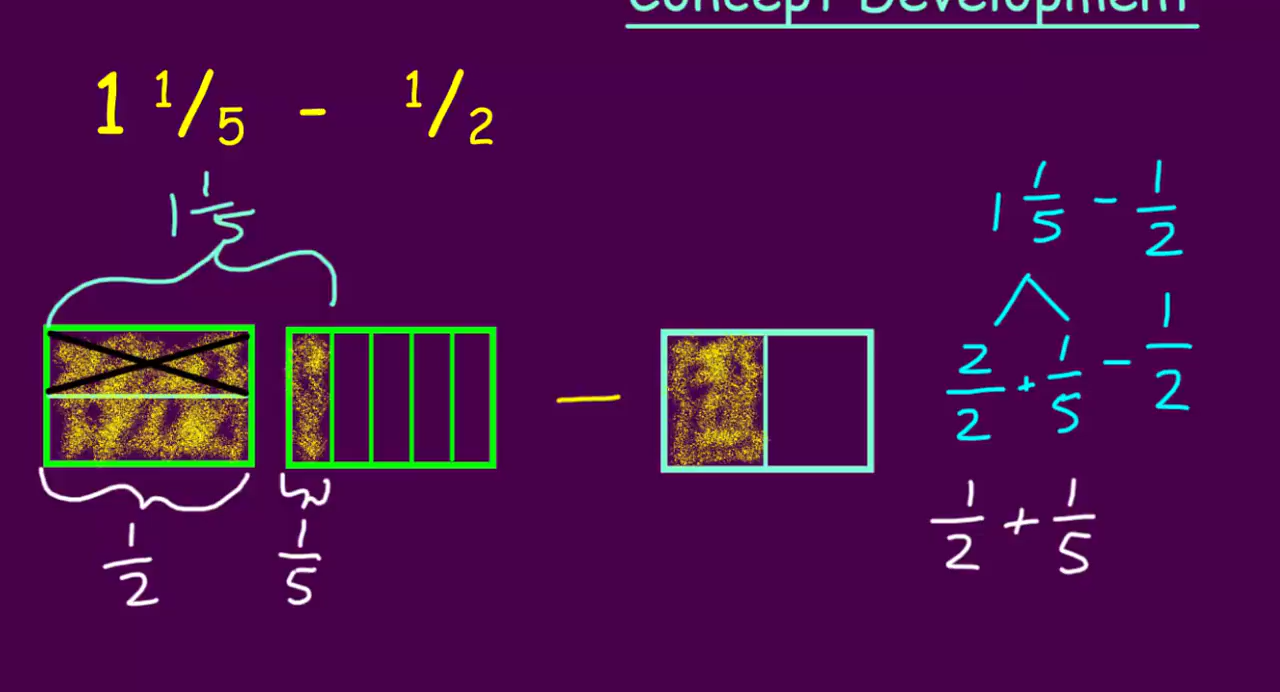 Concept Development
1 1/5 - 1/2
1 1/5
1 1/5 - 1/2
2/2 + 1/5 - 1/2
1/2 + 1/5
1/2 1/5